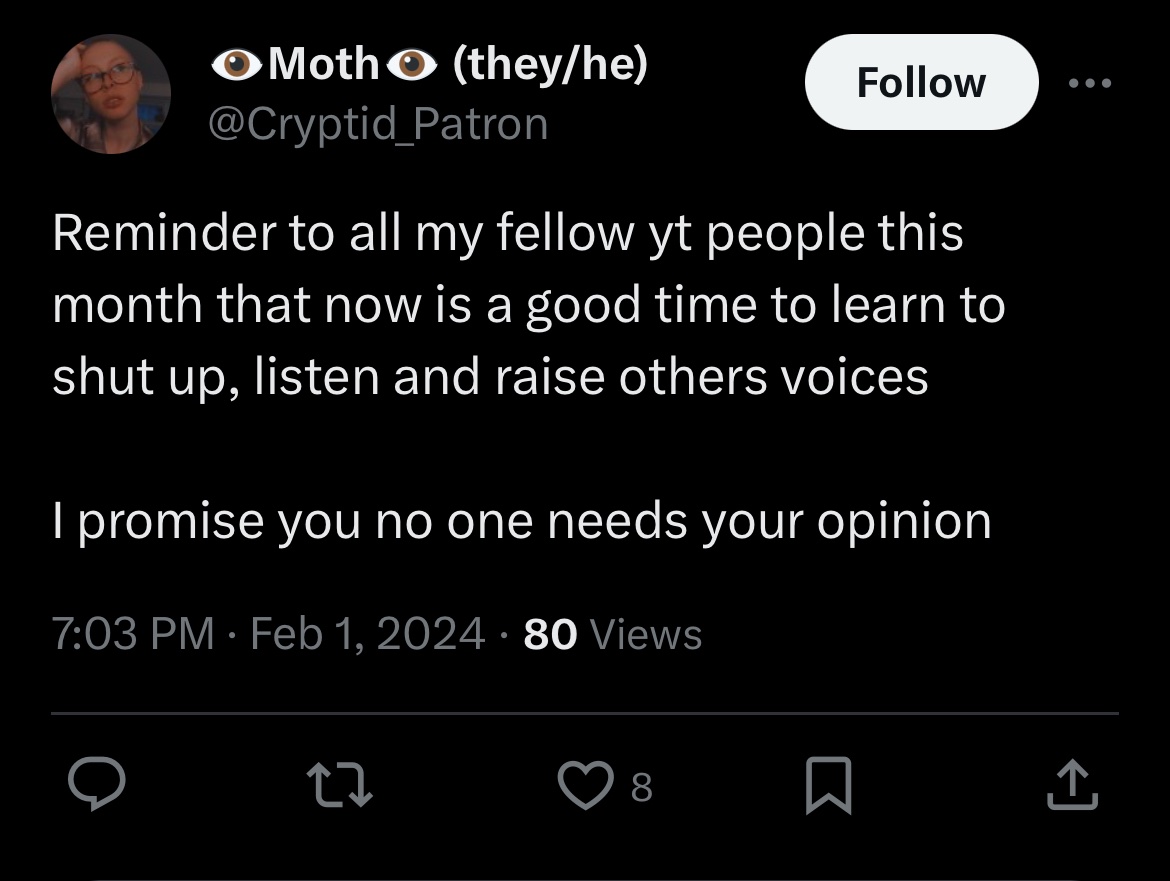 👁️Moth👁️ (they/he)
@Cryptid_Patron
Follow
Reminder to all my fellow yt people this
month that now is a good time to learn to
shut up, listen and raise others voices
I promise you no one needs your opinion
7:03 PM · Feb 1, 2024 · 80 Views
8